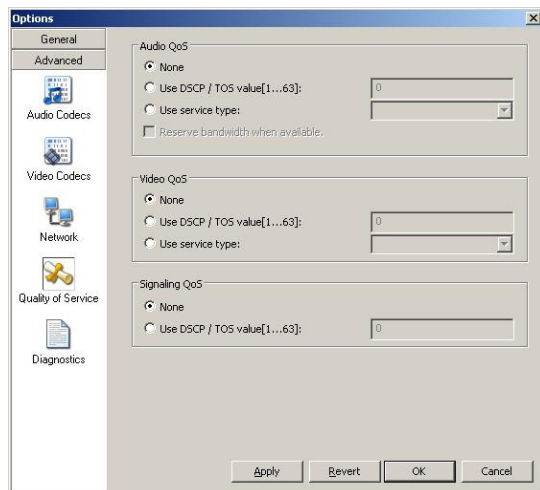 Options
General
Advanced
Audio Codecs
Video Codecs
Network
Quality of Service
Diagnostics
Audio QoS
None
Use DSCP / TOS value[1...63]: 0
Use service type:
Reserve bandwidth when available.
Video QoS
None
Use DSCP / TOS value[1...63]: 0
Use service type:
Signaling QoS
None
Use DSCP / TOS value[1...63]: 0
Apply Revert OK Cancel